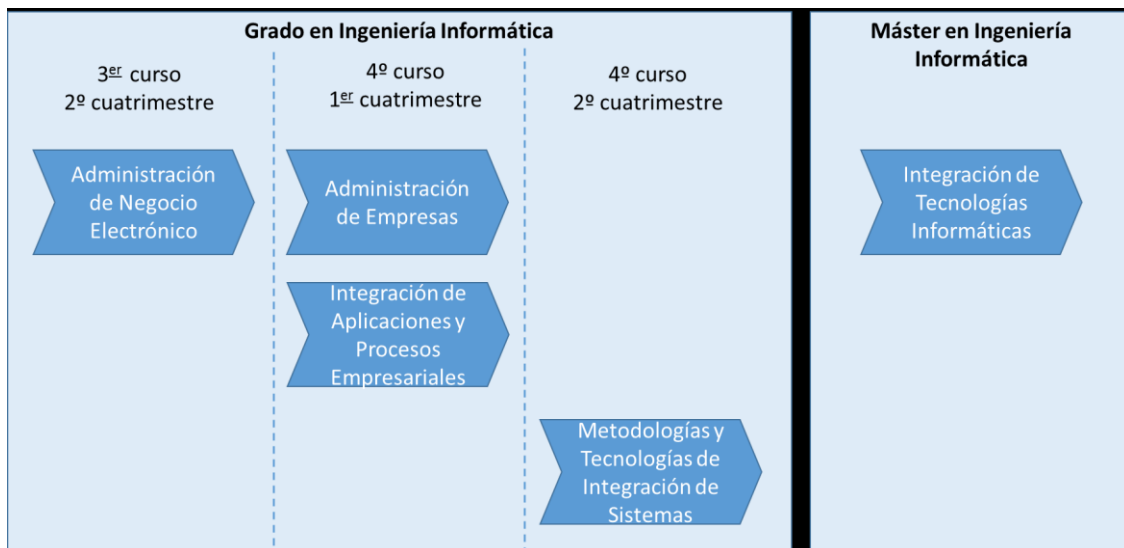 Grado en Ingeniería Informática
3er curso
2º cuatrimestre
4º curso
1er cuatrimestre
4º curso
2º cuatrimestre
Administración
de Negocio
Electrónico
Administración
de Empresas
Integración de
Aplicaciones y
Procesos
Empresariales
Metodologías y
Tecnologías de
Integración de
Sistemas
Máster en Ingeniería
Informática
Integración de
Tecnologías
Informáticas